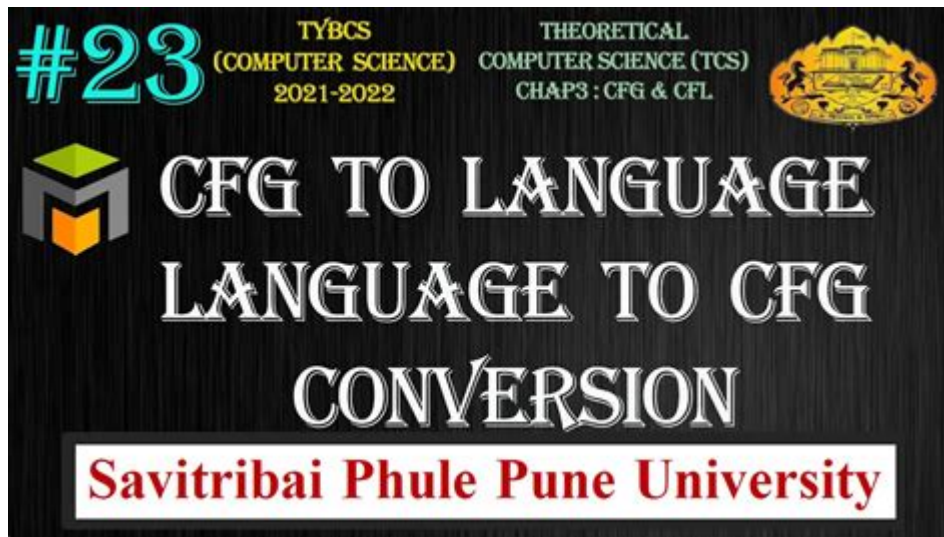 #23
TYBCS
(COMPUTER SCIENCE)
2021-2022
THEORETICAL
COMPUTER SCIENCE (TCS)
CHAP3 : CFG & CFL
CFG TO LANGUAGE
LANGUAGE TO CFG
CONVERSION
Savitribai Phule Pune University